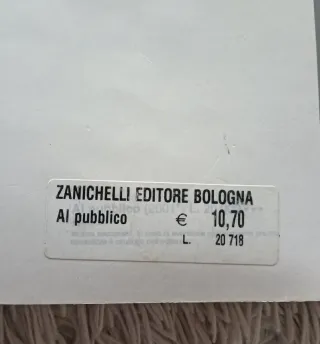 ZANICHELLI EDITORE BOLOGNA
Al pubblico € 10,70
L. 20 718